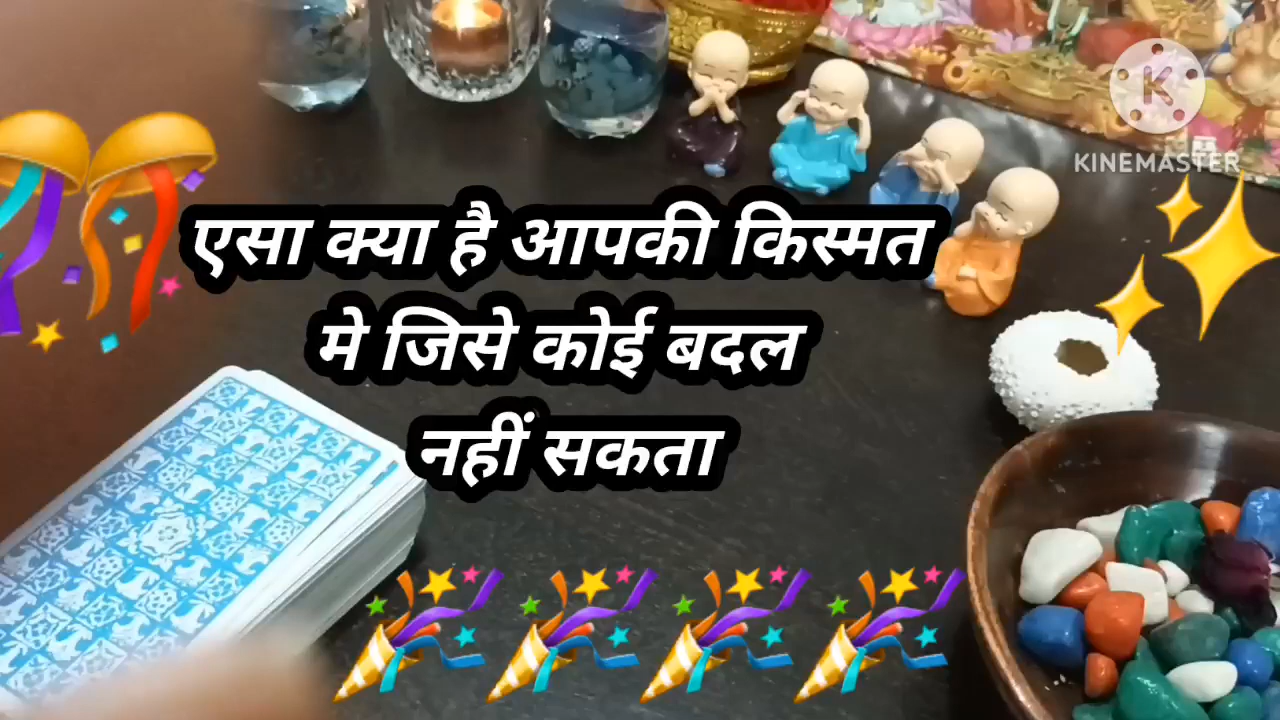 K
KINEMASTER
एसा क्या है आपकी किस्मत
मे जिसे कोई बदल
नहीं सकता